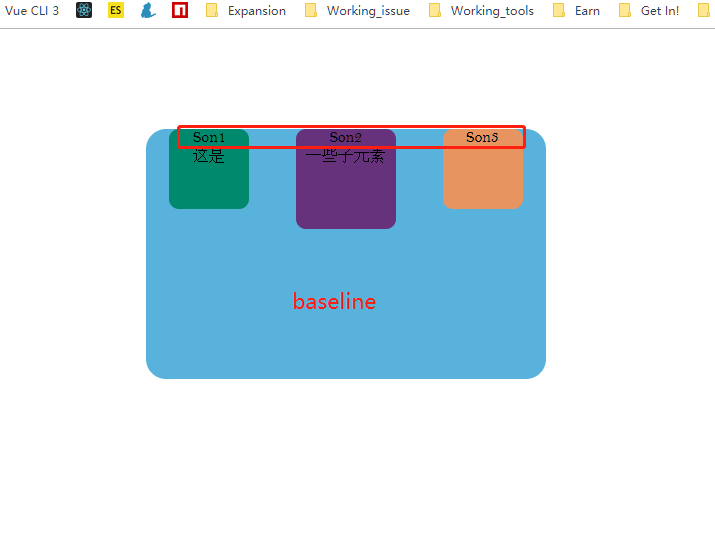 Vue CLI 3 ES Expansion Working_issue Working_tools Earn Get In!
Son1 Son2 Son3
这是 一些子元素
baseline